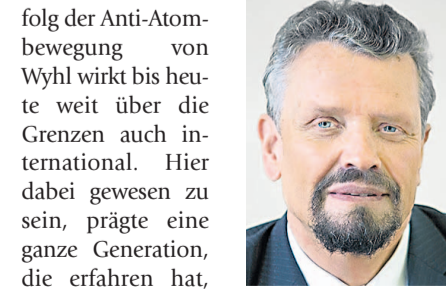 folg der Anti-Atom-
bewegung von
Wyhl wirkt bis heu-
te weit über die
Grenzen auch in-
ternational. Hier
dabei gewesen zu
sein, prägte eine
ganze Generation,
die erfahren hat,